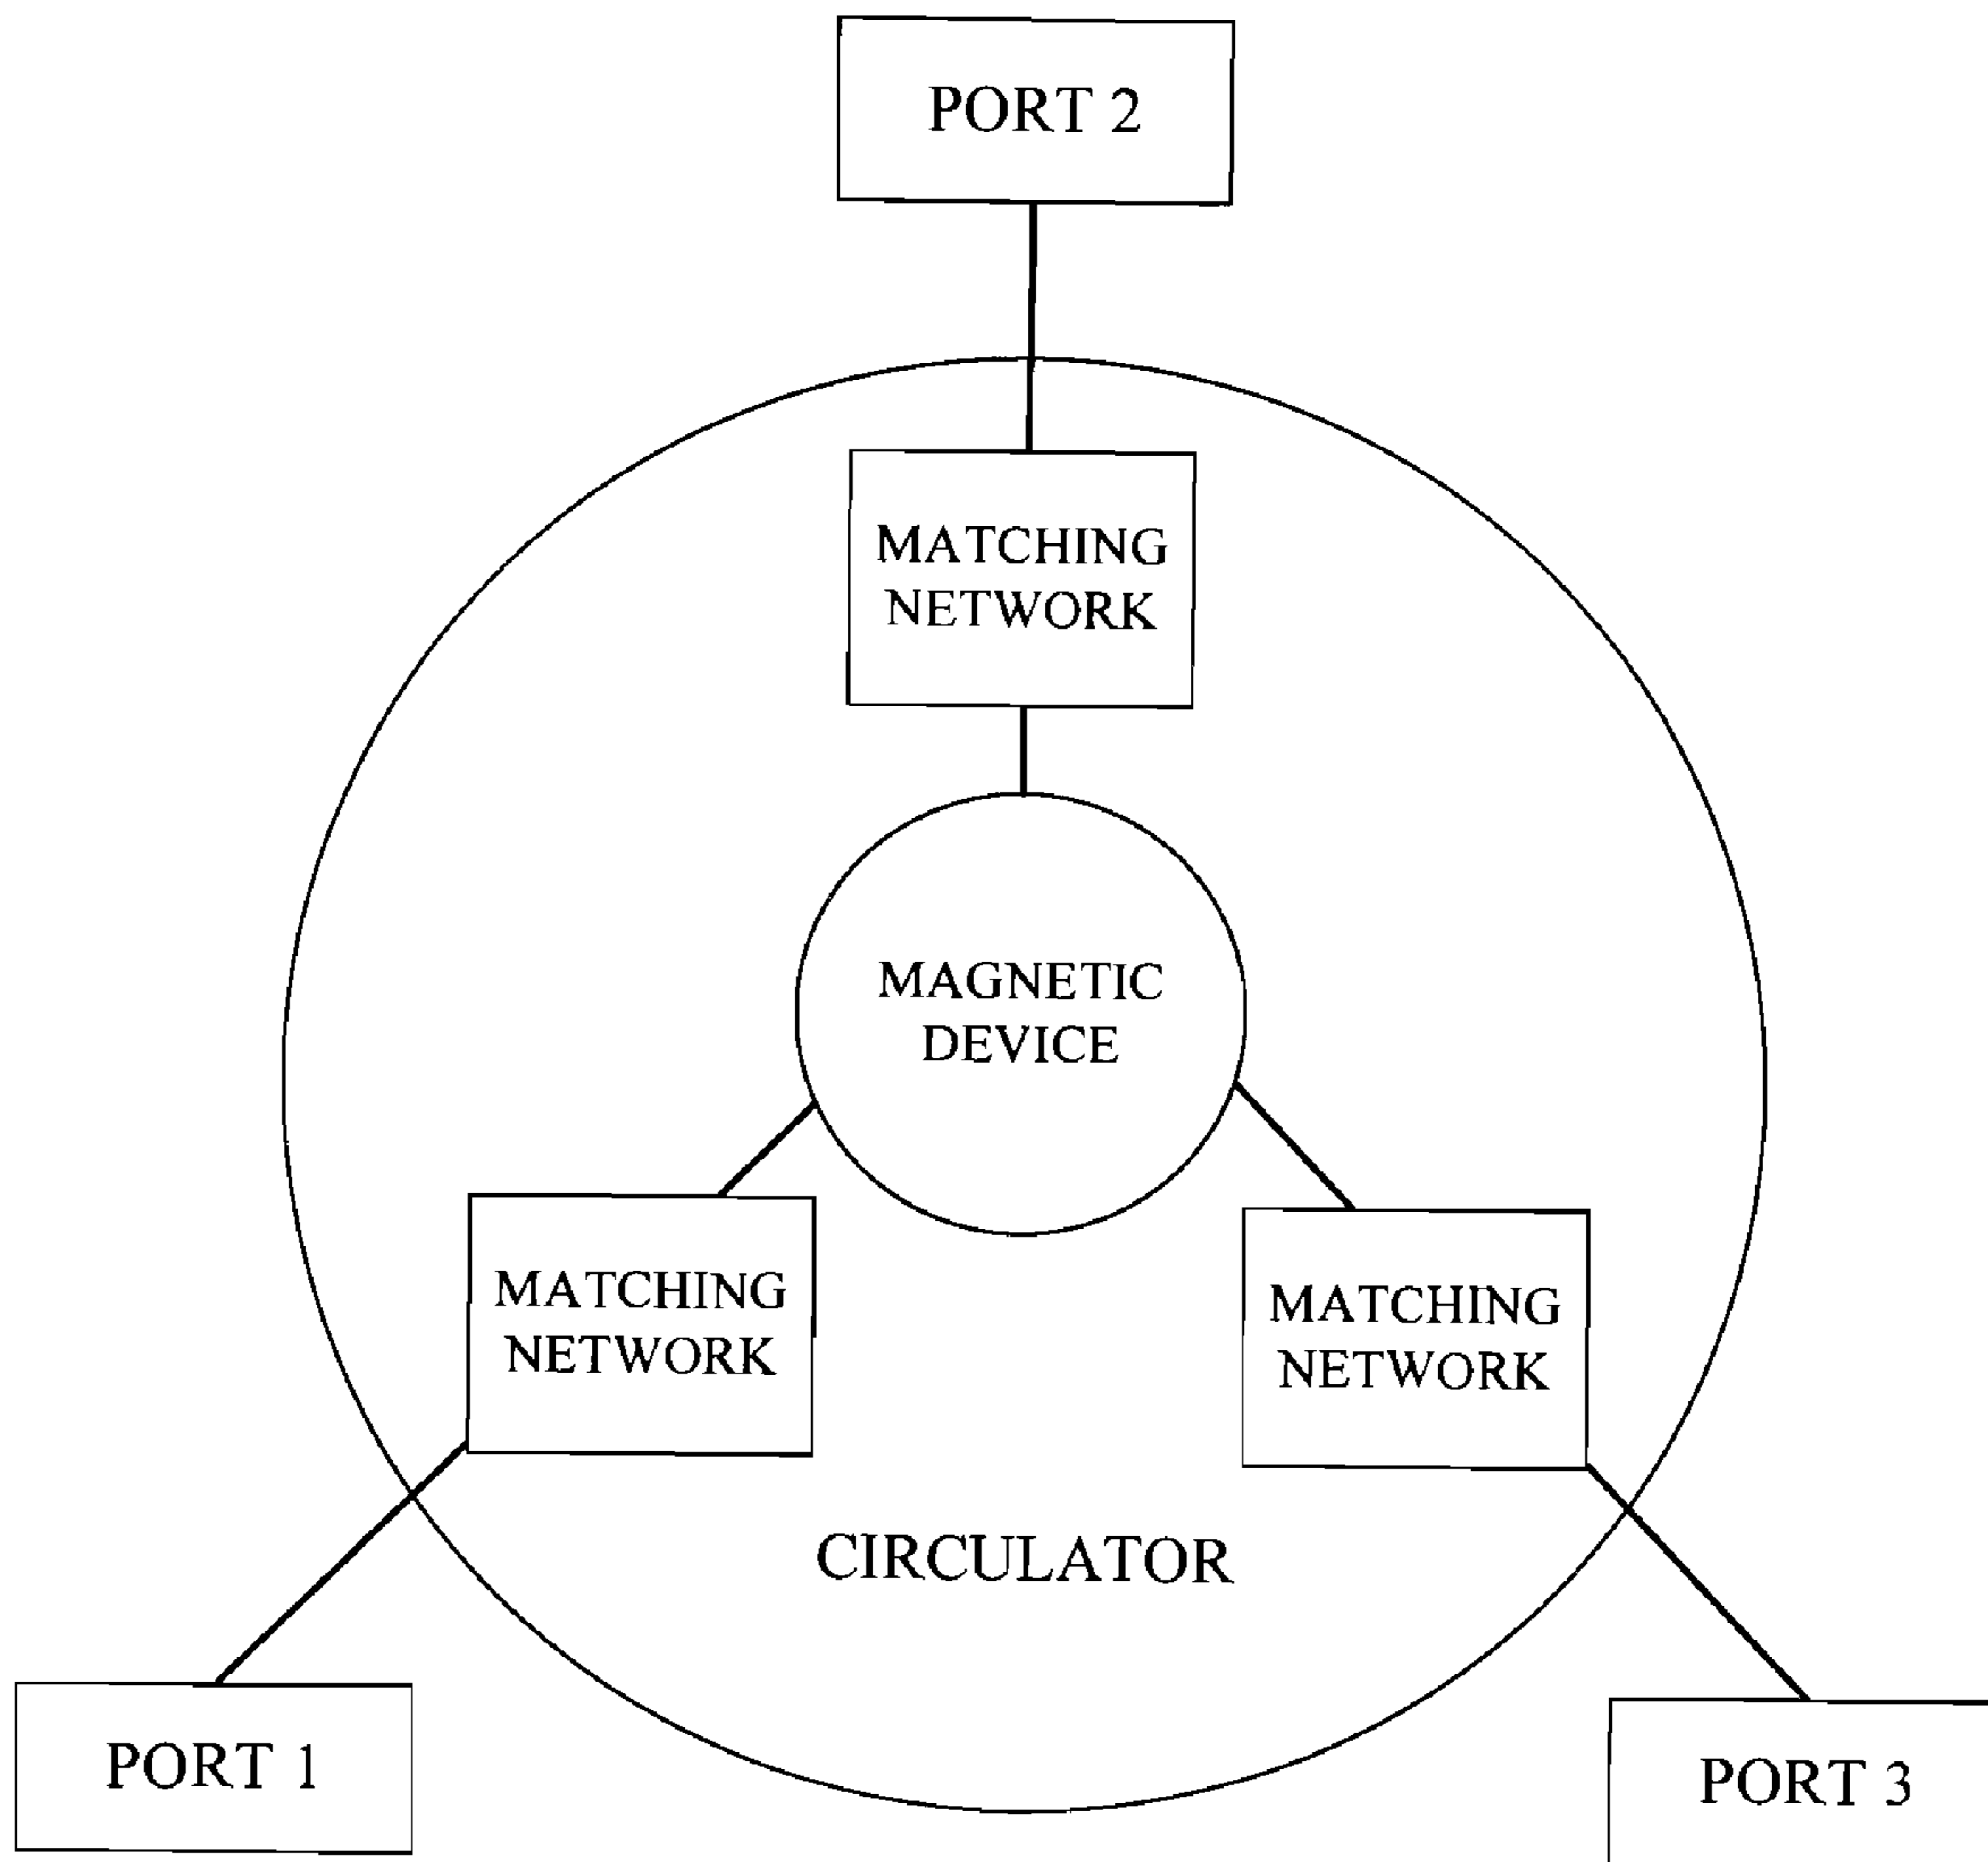 PORT 2
MATCHING
NETWORK
MAGNETIC
DEVICE
MATCHING
NETWORK
MATCHING
NETWORK
CIRCULATOR
PORT 1
PORT 3